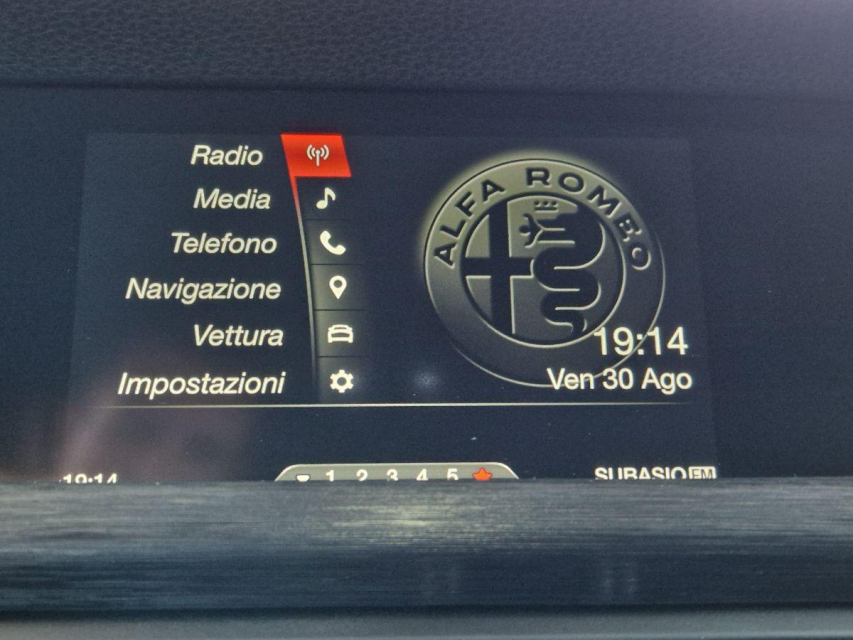 Radio
Media
Telefono
Navigazione
Vettura
Impostazioni
ALFA ROMEO
19:14
Ven 30 Ago
19:14
1 2 3 4 5
SUBASIO FM